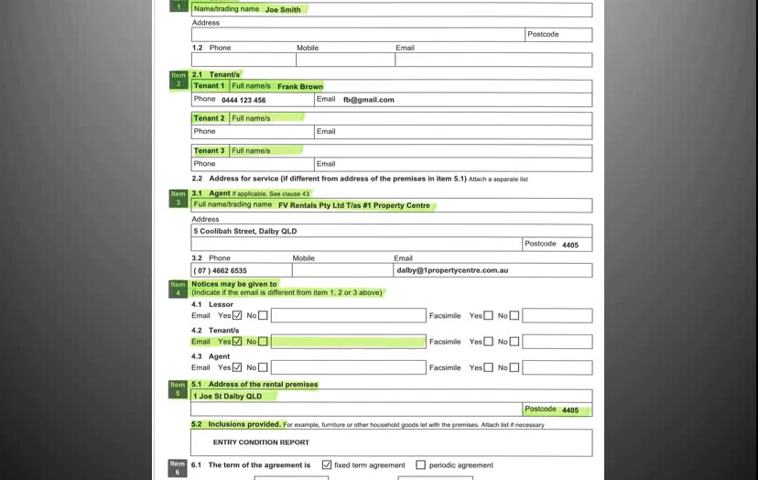 Item 1
Name/trading name Joe Smith
Address
Postcode
1.2 Phone Mobile Email
Item 2
2.1 Tenant/s
Tenant 1 Full name/s Frank Brown
Phone 0444 123 456 Email fb@gmail.com
Tenant 2 Full name/s
Phone Email
Tenant 3 Full name/s
Phone Email
2.2 Address for service (if different from address of the premises in item 5.1) Attach a separate list
Item 3
3.1 Agent If applicable. See clause 43
Full name/trading name FV Rentals Pty Ltd T/as #1 Property Centre
Address
5 Coolibah Street, Dalby QLD
Postcode 4405
3.2 Phone Mobile Email
( 07 ) 4662 6535 dalby@1propertycentre.com.au
Item 4
Notices may be given to
(Indicate if the email is different from item 1, 2 or 3 above)
4.1 Lessor
Email Yes No Facsimile Yes No
4.2 Tenant/s
Email Yes No Facsimile Yes No
4.3 Agent
Email Yes No Facsimile Yes No
Item 5
5.1 Address of the rental premises
1 Joe St Dalby QLD
Postcode 4405
5.2 Inclusions provided. For example, furniture or other household goods let with the premises. Attach list if necessary
ENTRY CONDITION REPORT
Item 6
6.1 The term of the agreement is fixed term agreement periodic agreement